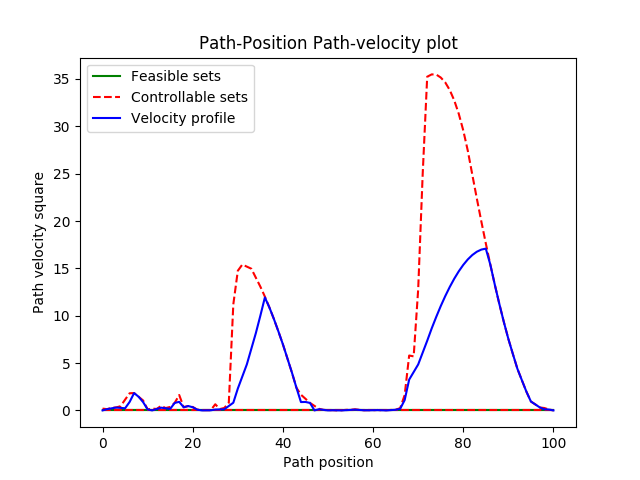 Path-Position Path-velocity plot
Feasible sets
Controllable sets
Velocity profile
35
30
25
20
15
10
5
0
Path velocity square
0 20 40 60 80 100
Path position